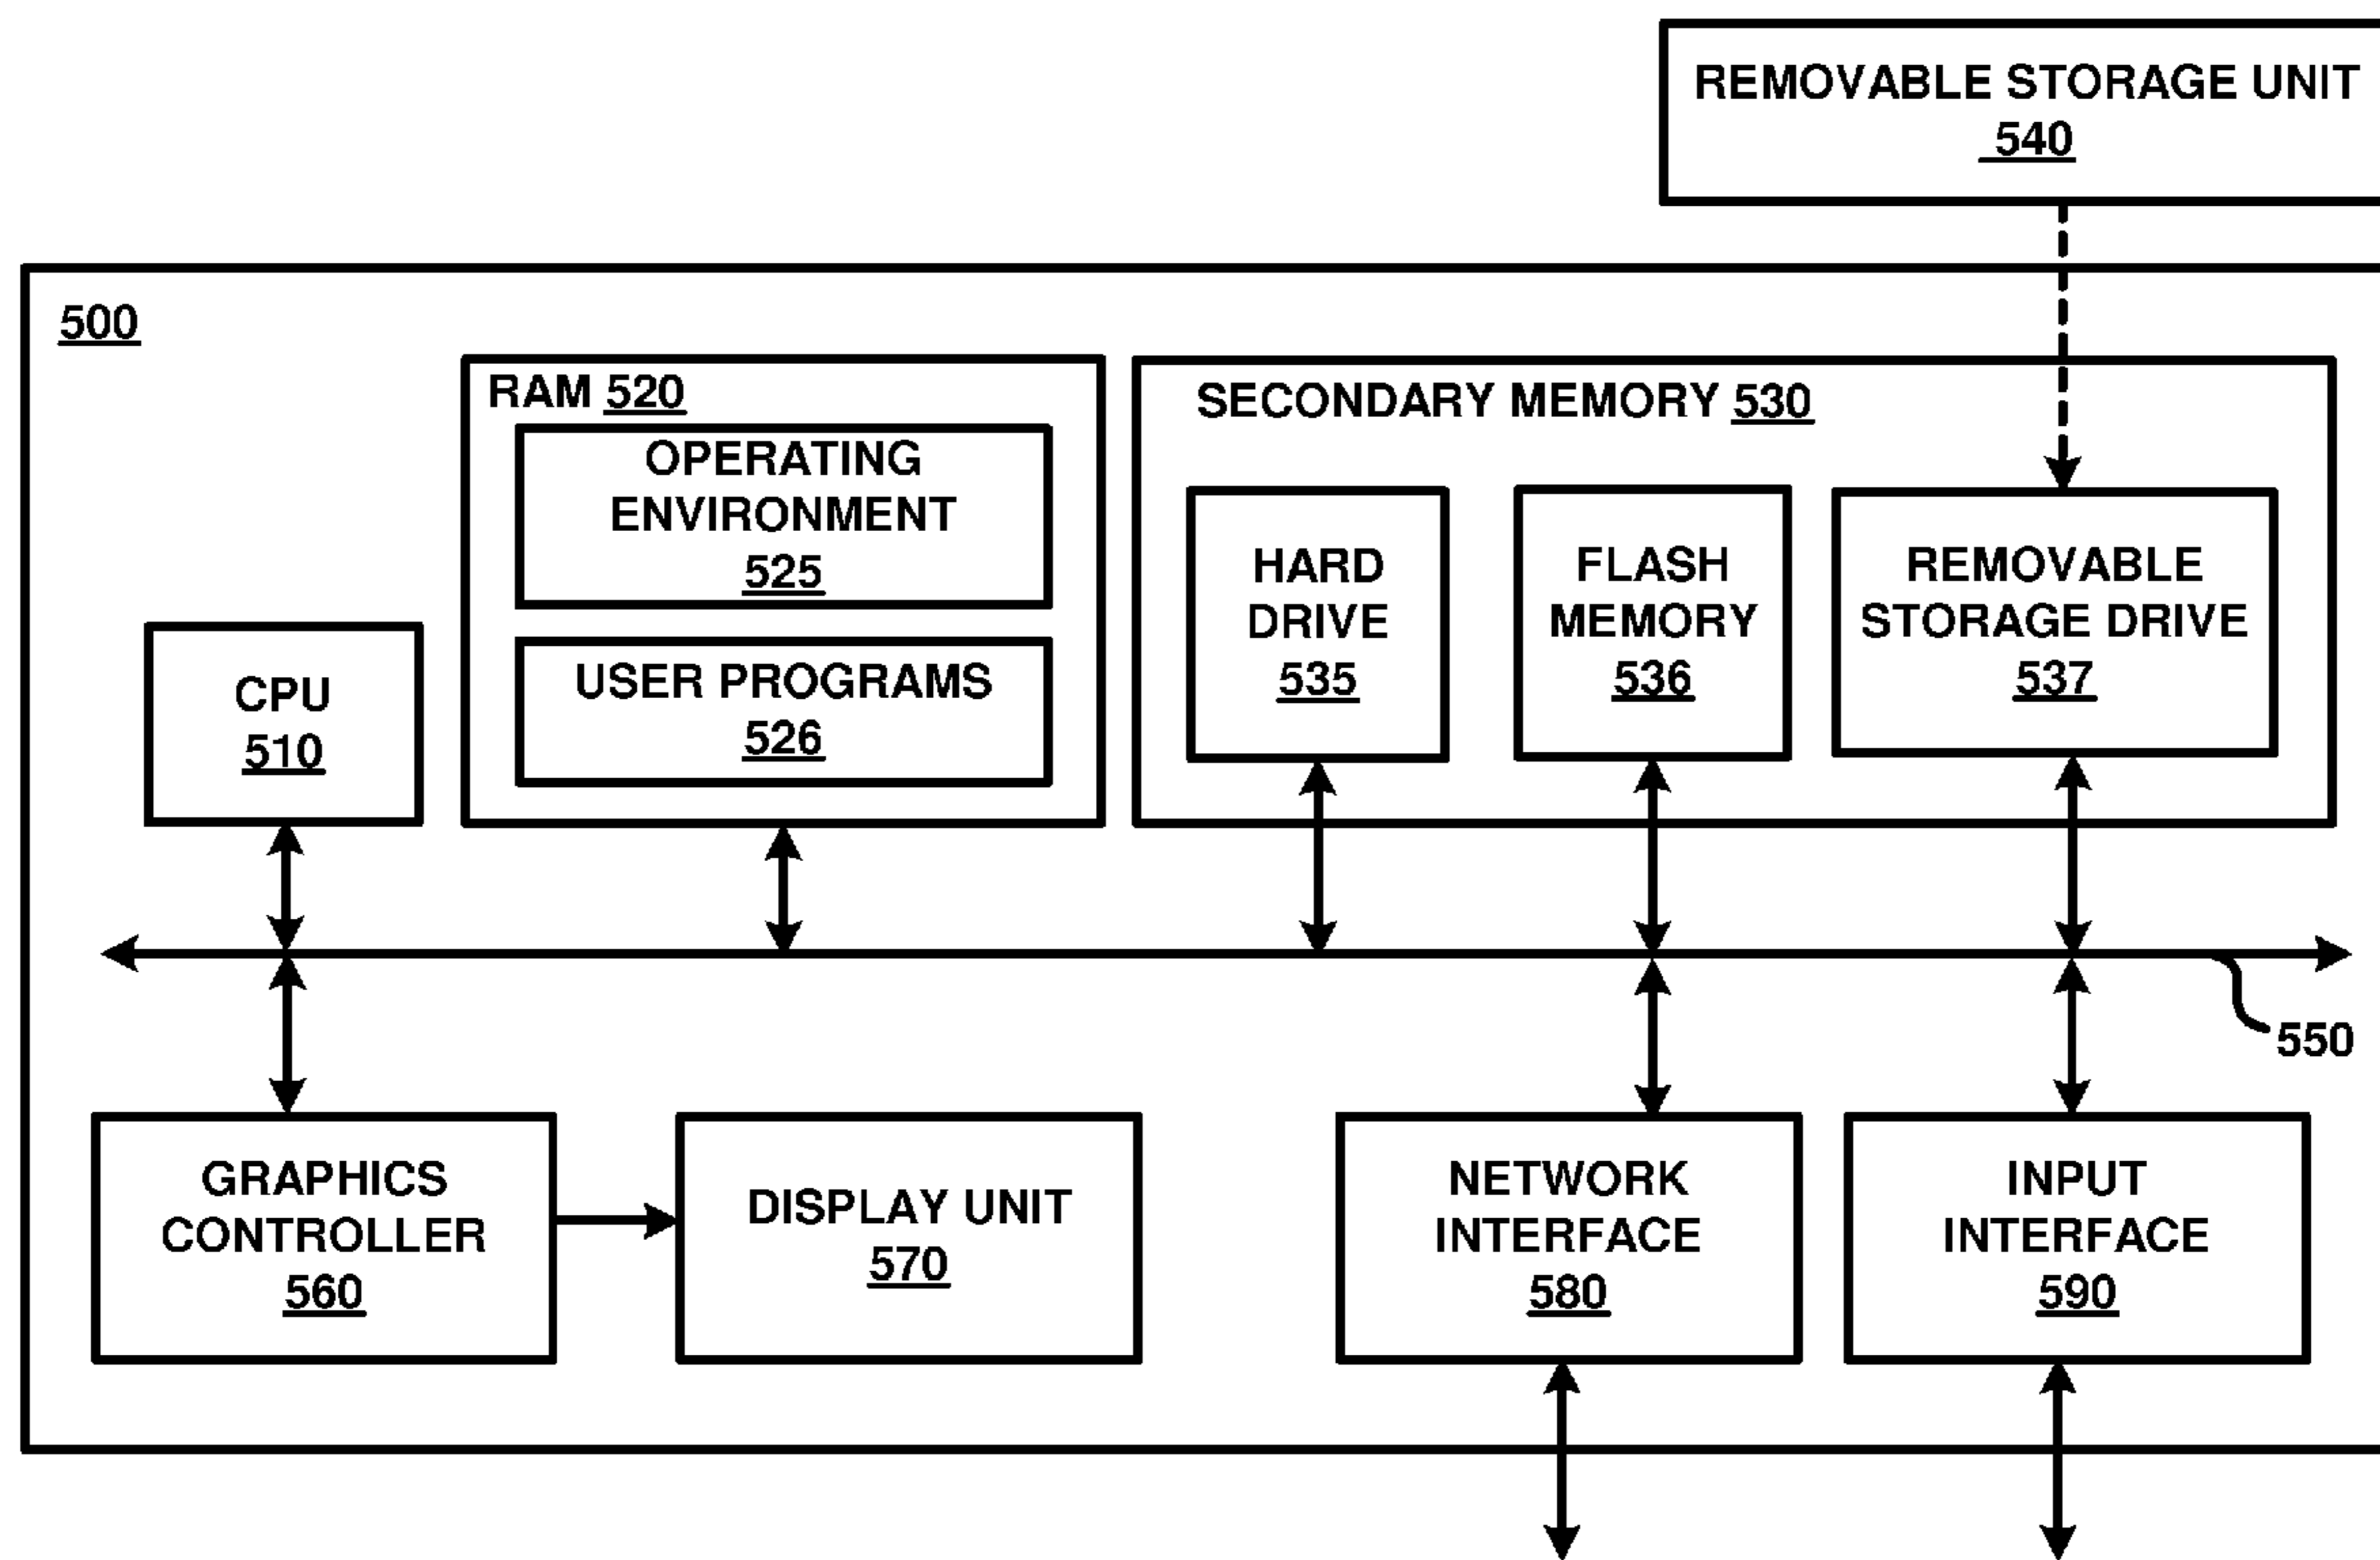 REMOVABLE STORAGE UNIT
540
500
RAM 520
OPERATING
ENVIRONMENT
525
USER PROGRAMS
526
SECONDARY MEMORY 530
HARD
DRIVE
535
FLASH
MEMORY
536
REMOVABLE
STORAGE DRIVE
537
CPU
510
550
GRAPHICS
CONTROLLER
560
DISPLAY UNIT
570
NETWORK
INTERFACE
580
INPUT
INTERFACE
590